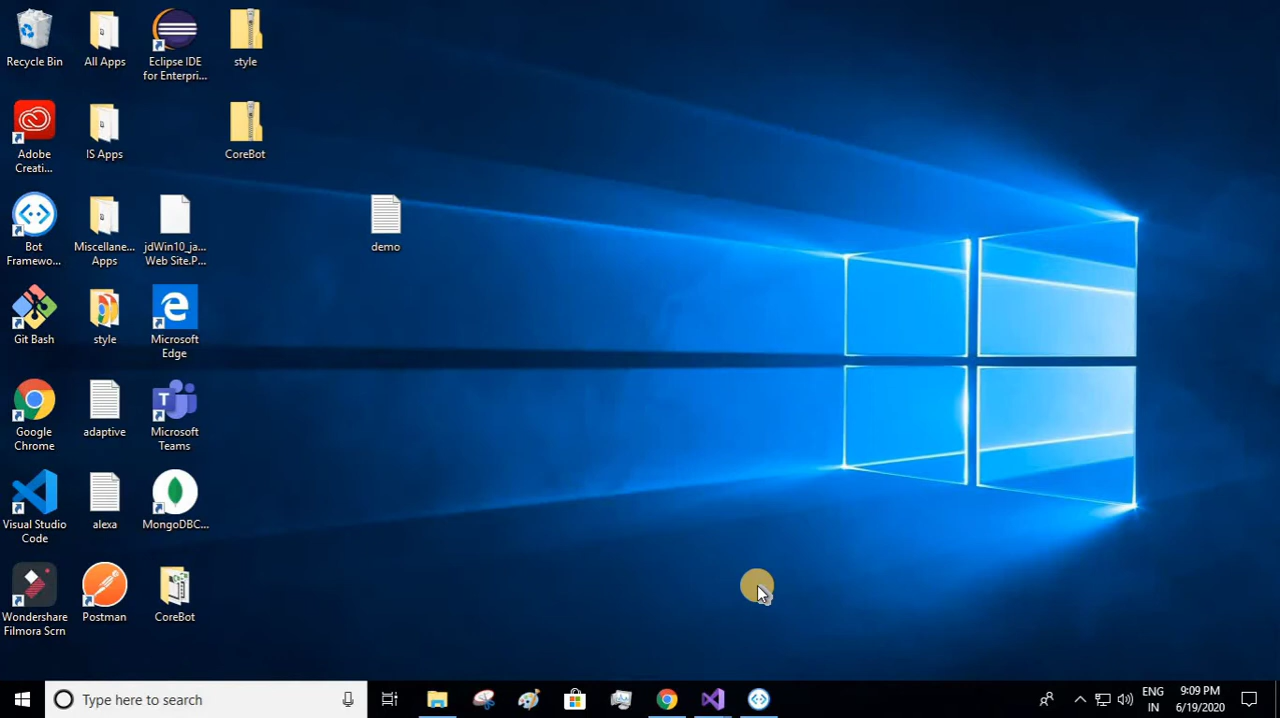 Recycle Bin
All Apps
Eclipse IDE
for Enterpri...
style
Adobe
Creati...
IS Apps
CoreBot
Bot
Framewo...
Miscellane...
Apps
jdWin10_ja...
Web Site.P...
demo
Git Bash
style
Microsoft
Edge
Google
Chrome
adaptive
Microsoft
Teams
Visual Studio
Code
alexa
MongoDBC...
Wondershare
Filmora Scrn
Postman
CoreBot
Type here to search
ENG
IN
9:09 PM
6/19/2020